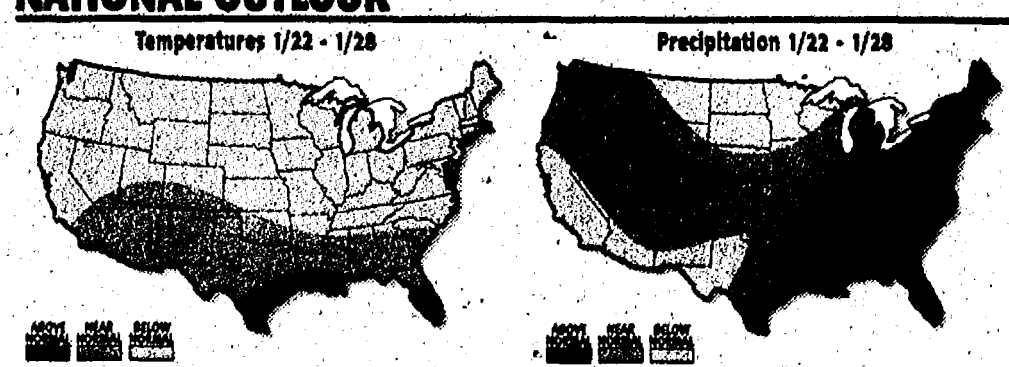 NATIONAL OUTLOOK
Temperatures 1/22 - 1/28
Precipitation 1/22 - 1/28
ABOVE NORMAL
NEAR NORMAL
BELOW NORMAL
ABOVE NORMAL
NEAR NORMAL
BELOW NORMAL